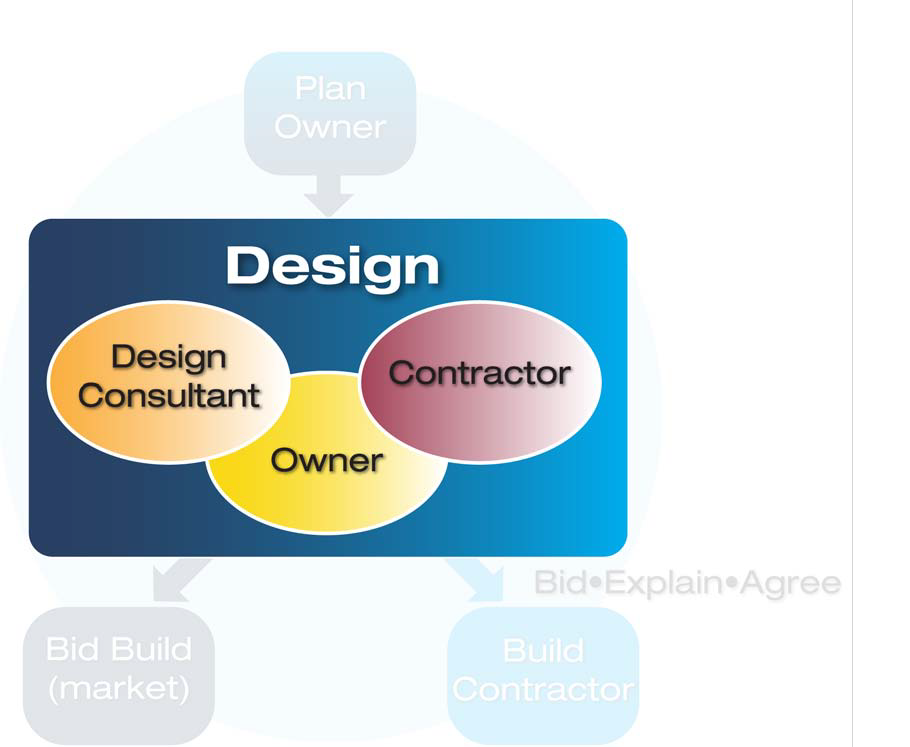 Plan
Owner
Design
Design
Consultant
Contractor
Owner
Bid•Explain•Agree
Bid Build
(market)
Build
Contractor